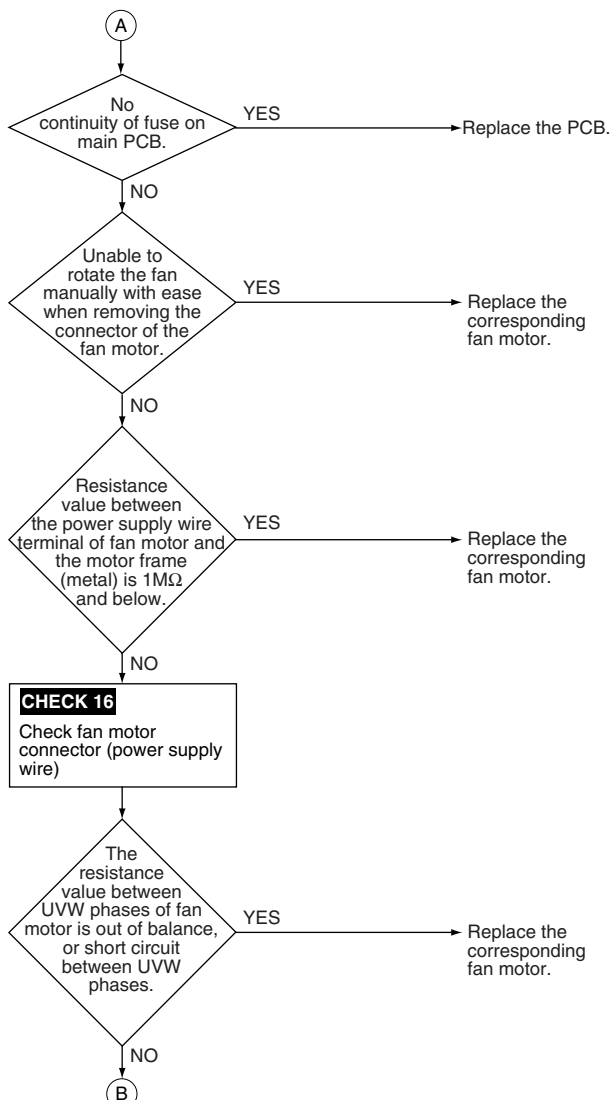 A
No
continuity of fuse on
main PCB.
YES
Replace the PCB.
NO
Unable to
rotate the fan
manually with ease
when removing the
connector of the
fan motor.
YES
Replace the
corresponding
fan motor.
NO
Resistance
value between
the power supply wire
terminal of fan motor and
the motor frame
(metal) is 1MΩ
and below.
YES
Replace the
corresponding
fan motor.
NO
CHECK 16
Check fan motor
connector (power supply
wire)
The
resistance
value between
UVW phases of fan
motor is out of balance,
or short circuit
between UVW
phases.
YES
Replace the
corresponding
fan motor.
NO
B